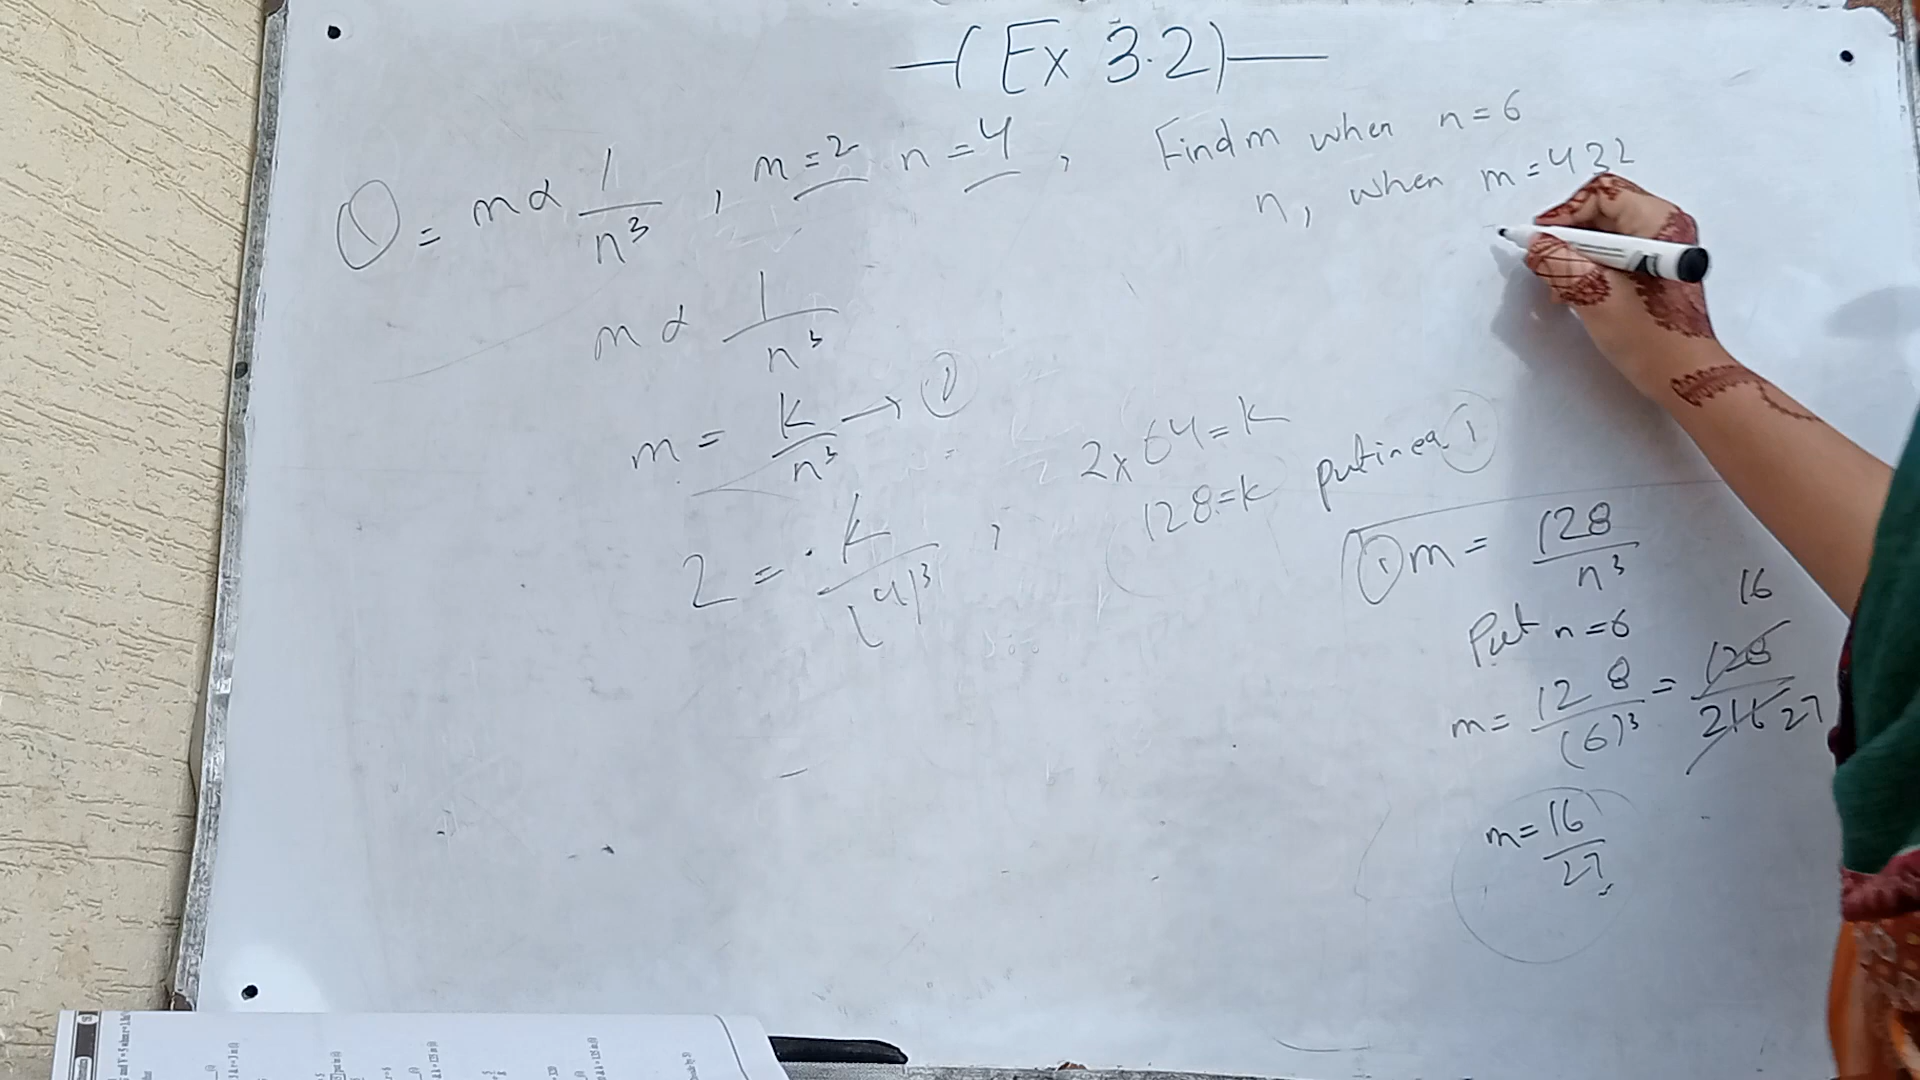 (Ex 3.2)
① = m ∝ 1/n³ , m = 2 n = 4 , Find m when n = 6
n, when m = 432
m ∝ 1/n³
m = k/n³ → ①
2 = k/(4)³ ,
2 x 64 = k
128 = k put in eq ①
① m = 128/n³
Put n = 6
m = 128/(6)³ = 128/216 16 27
m = 16/27